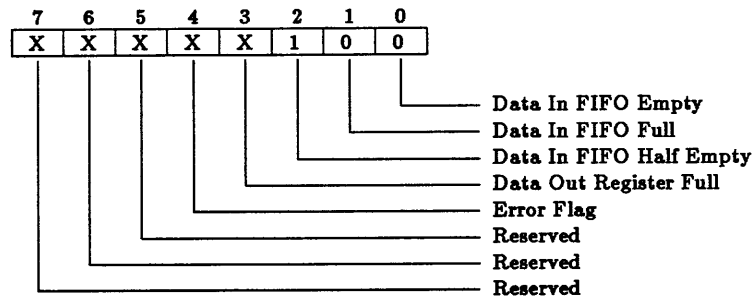 7 6 5 4 3 2 1 0
X X X X X 1 0 0
Data In FIFO Empty
Data In FIFO Full
Data In FIFO Half Empty
Data Out Register Full
Error Flag
Reserved
Reserved
Reserved